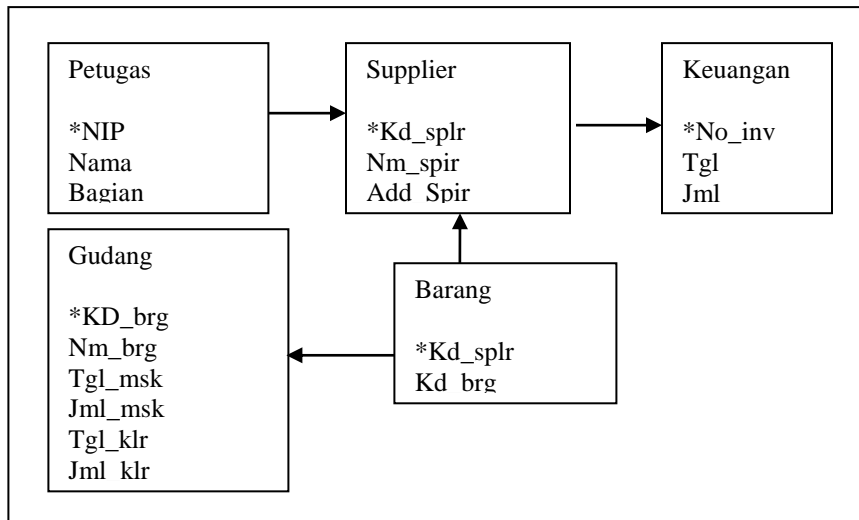 Petugas
*NIP
Nama
Bagian
Supplier
*Kd_splr
Nm_spir
Add_Spir
Keuangan
*No_inv
Tgl
Jml
Gudang
*KD_brg
Nm_brg
Tgl_msk
Jml_msk
Tgl_klr
Jml_klr
Barang
*Kd_splr
Kd_brg